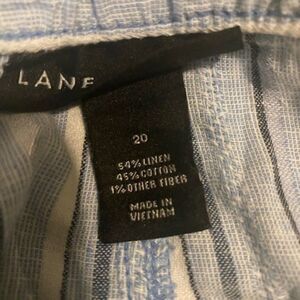 LANE
20
54% LINEN
45% COTTON
1% OTHER FIBER
MADE IN
VIETNAM